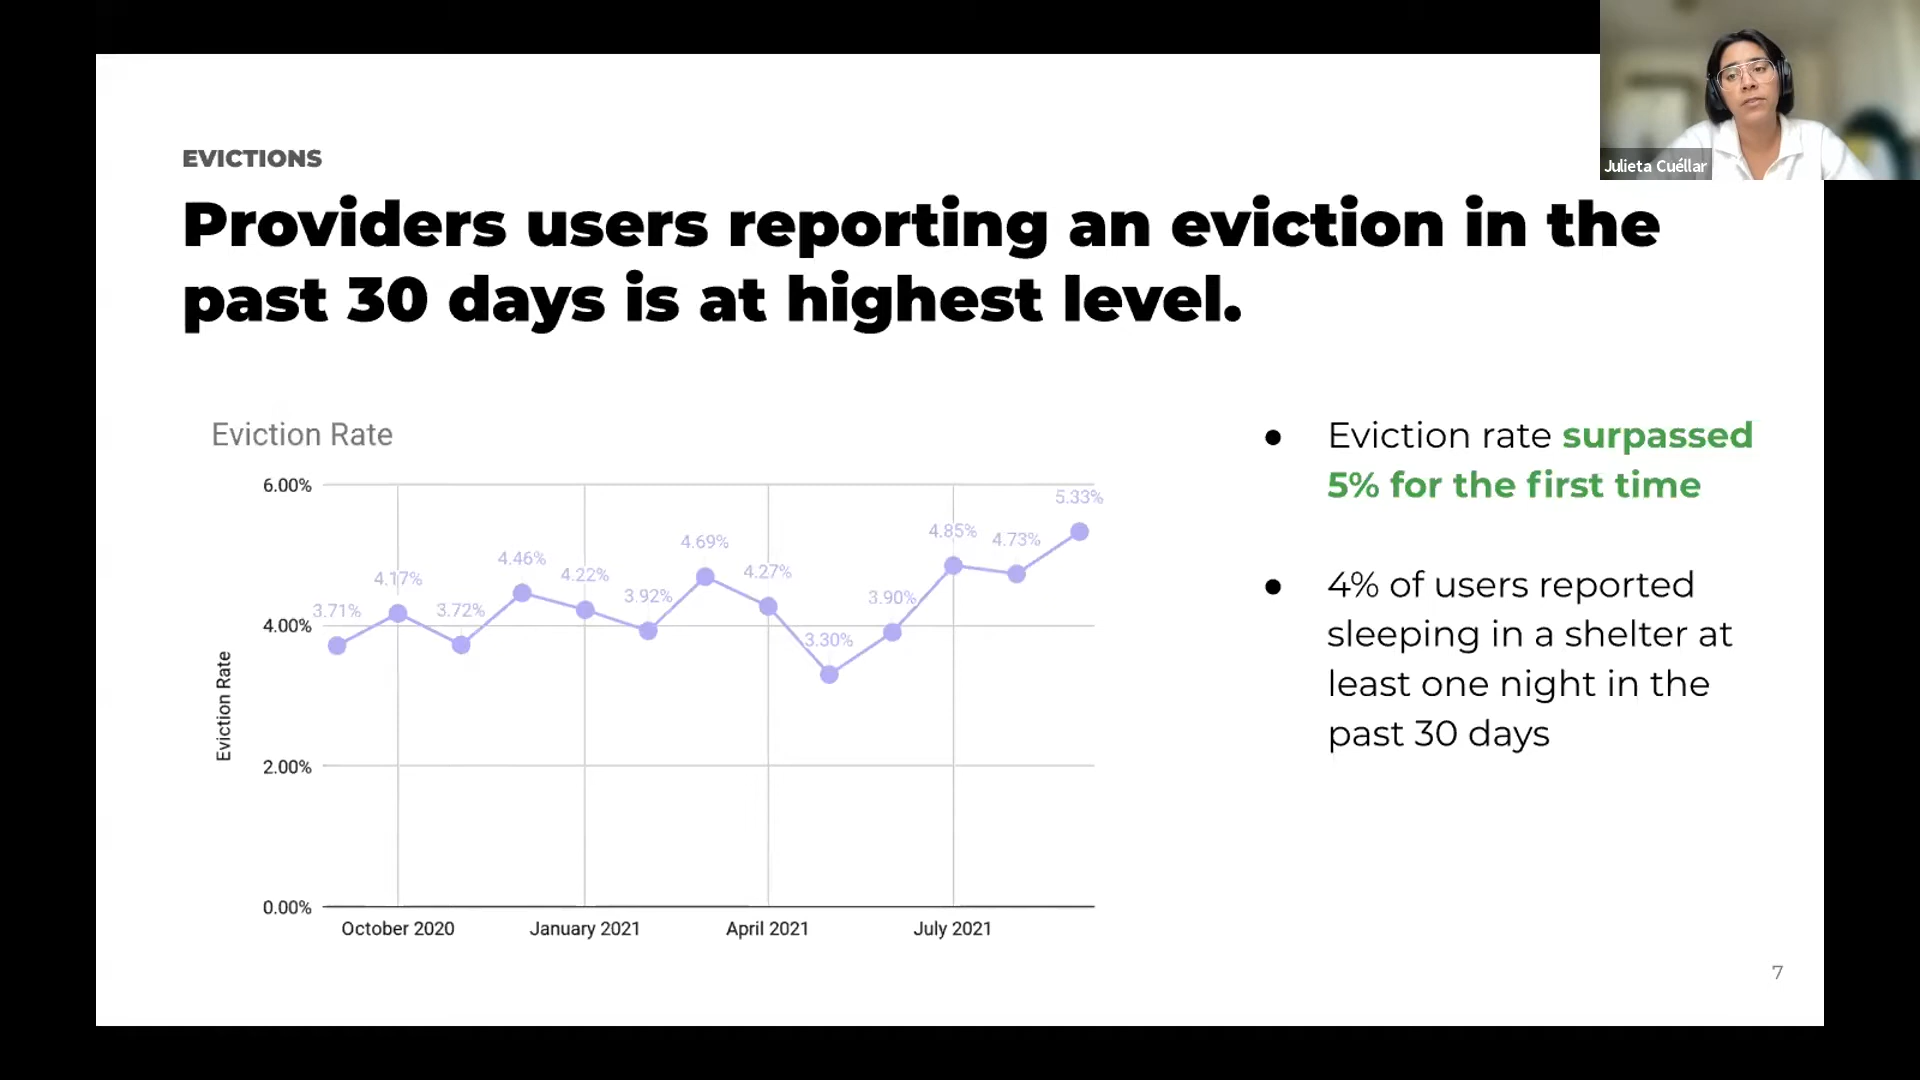 Julieta Cuéllar
EVICTIONS
Providers users reporting an eviction in the
past 30 days is at highest level.
Eviction Rate
6.00%
4.00%
2.00%
0.00%
Eviction Rate
3.71%
4.17%
3.72%
4.46%
4.22%
3.92%
4.69%
4.27%
3.30%
3.90%
4.85%
4.73%
5.33%
October 2020
January 2021
April 2021
July 2021
● Eviction rate surpassed
5% for the first time
● 4% of users reported
sleeping in a shelter at
least one night in the
past 30 days
7